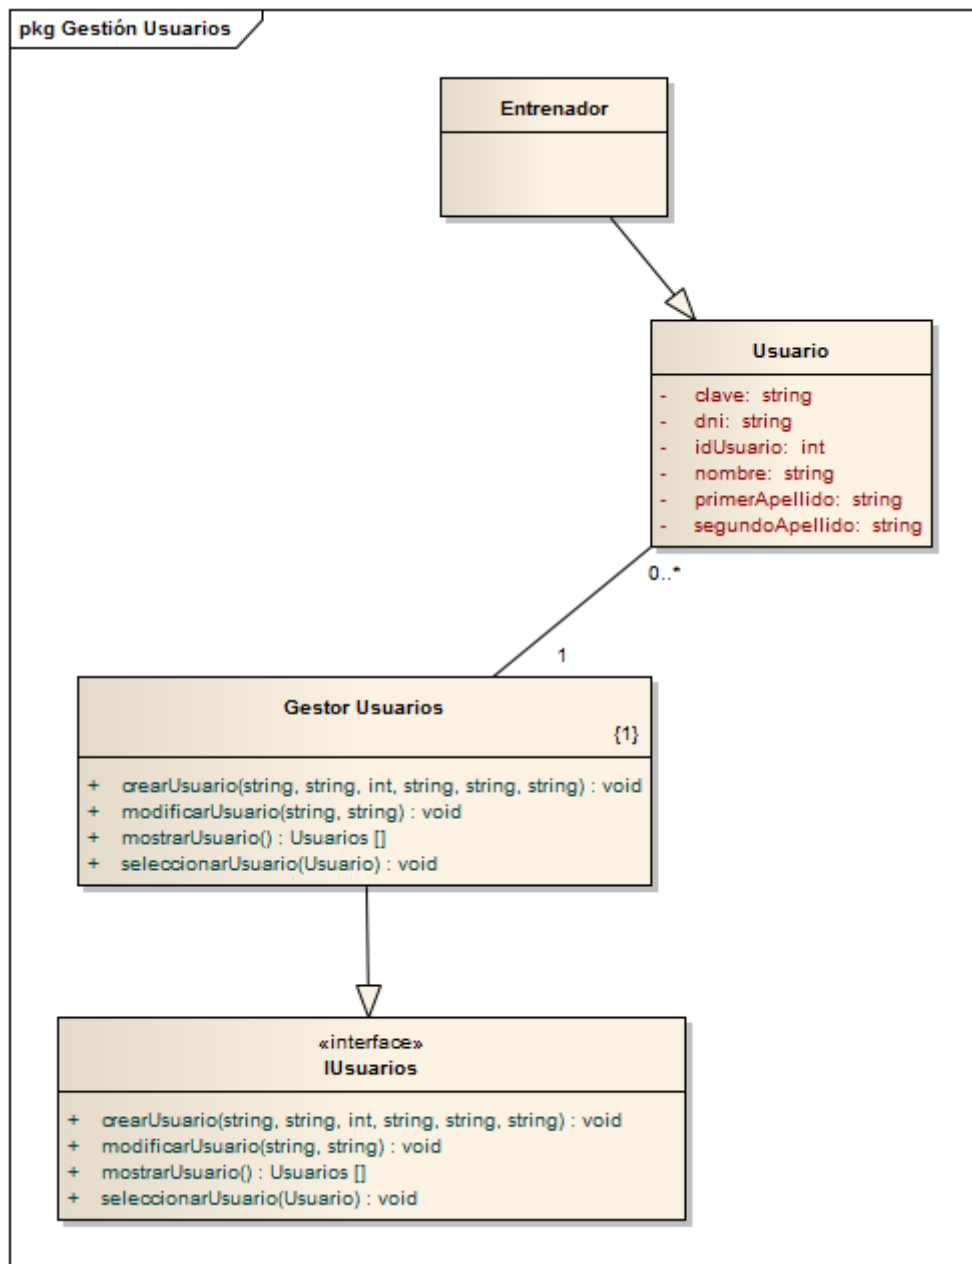 pkg Gestión Usuarios
Entrenador
Usuario
- clave: string
- dni: string
- idUsuario: int
- nombre: string
- primerApellido: string
- segundoApellido: string
0..*
1
Gestor Usuarios
{1}
+ crearUsuario(string, string, int, string, string, string) : void
+ modificarUsuario(string, string) : void
+ mostrarUsuario() : Usuarios []
+ seleccionarUsuario(Usuario) : void
«interface»
IUsuarios
+ crearUsuario(string, string, int, string, string, string) : void
+ modificarUsuario(string, string) : void
+ mostrarUsuario() : Usuarios []
+ seleccionarUsuario(Usuario) : void